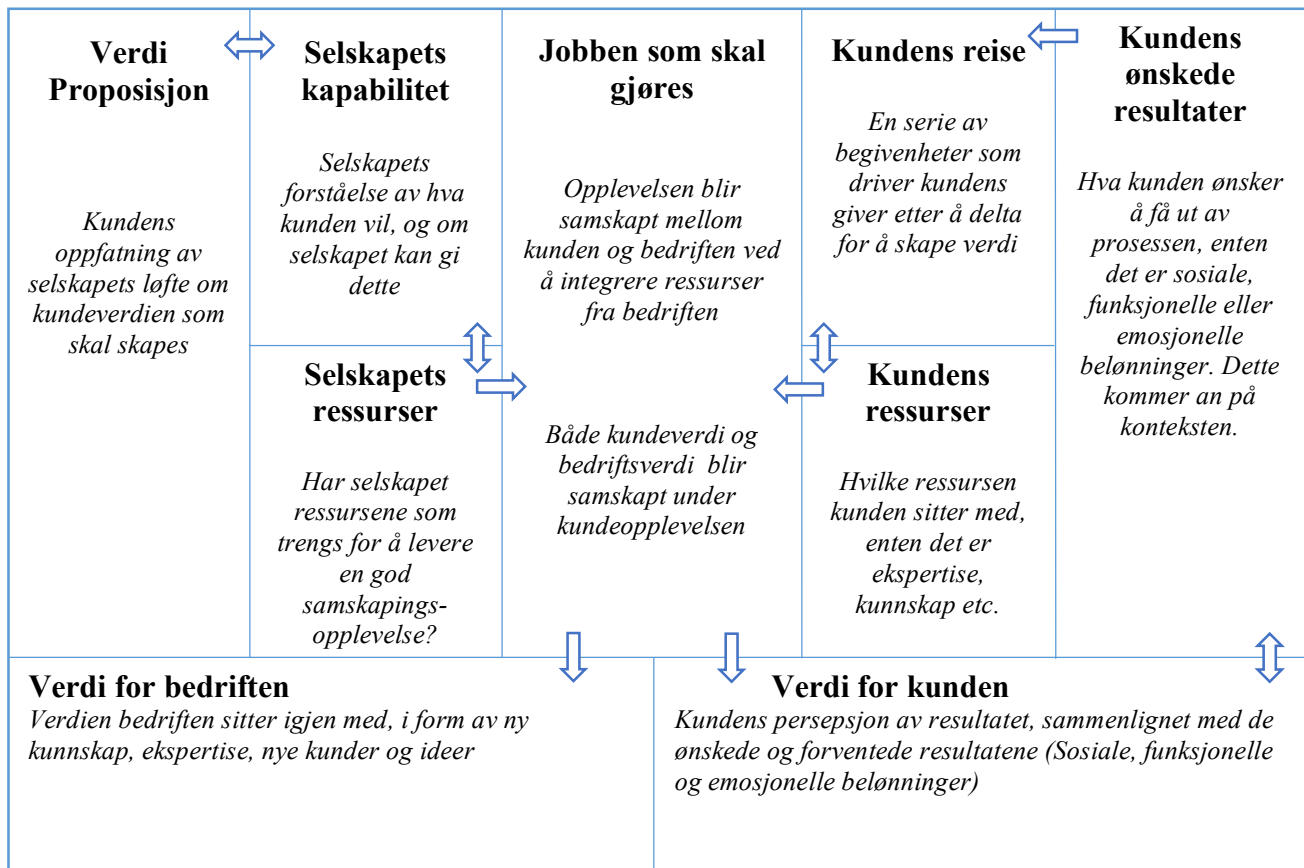 Verdi
Proposisjon
Kundens
oppfatning av
selskapets løfte om
kundeverdien som
skal skapes
Selskapets
kapabilitet
Selskapets
forståelse av hva
kunden vil, og om
selskapet kan gi
dette
Selskapets
ressurser
Har selskapet
ressursene som
trengs for å levere
en god
samskapings-
opplevelse?
Jobben som skal
gjøres
Opplevelsen blir
samskapt mellom
kunden og bedriften ved
å integrere ressurser
fra bedriften
Både kundeverdi og
bedriftsverdi blir
samskapt under
kundeopplevelsen
Kundens reise
En serie av
begivenheter som
driver kundens
giver etter å delta
for å skape verdi
Kundens
ressurser
Hvilke ressursen
kunden sitter med,
enten det er
ekspertise,
kunnskap etc.
Kundens
ønskede
resultater
Hva kunden ønsker
å få ut av
prosessen, enten
det er sosiale,
funksjonelle eller
emosjonelle
belønninger. Dette
kommer an på
konteksten.
Verdi for bedriften
Verdien bedriften sitter igjen med, i form av ny
kunnskap, ekspertise, nye kunder og ideer
Verdi for kunden
Kundens persepsjon av resultatet, sammenlignet med de
ønskede og forventede resultatene (Sosiale, funksjonelle
og emosjonelle belønninger)